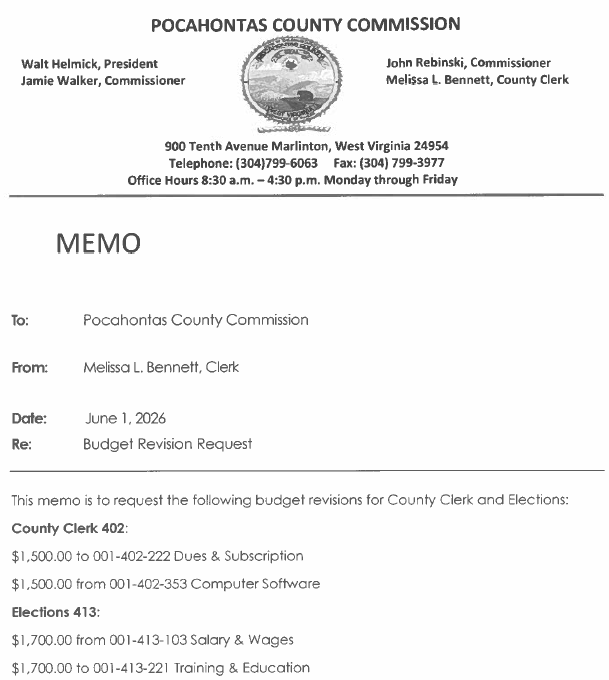 POCAHONTAS COUNTY COMMISSION
Walt Helmick, President
Jamie Walker, Commissioner
John Rebinski, Commissioner
Melissa L. Bennett, County Clerk
900 Tenth Avenue Marlinton, West Virginia 24954
Telephone: (304)799-6063 Fax: (304) 799-3977
Office Hours 8:30 a.m. – 4:30 p.m. Monday through Friday
MEMO
To: Pocahontas County Commission
From: Melissa L. Bennett, Clerk
Date: June 1, 2026
Re: Budget Revision Request
This memo is to request the following budget revisions for County Clerk and Elections:
County Clerk 402:
$1,500.00 to 001-402-222 Dues & Subscription
$1,500.00 from 001-402-353 Computer Software
Elections 413:
$1,700.00 from 001-413-103 Salary & Wages
$1,700.00 to 001-413-221 Training & Education